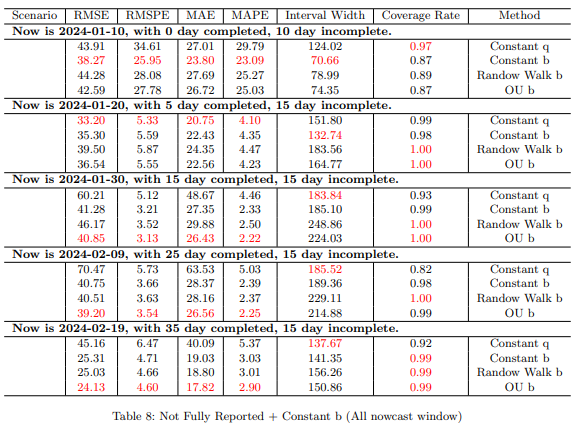 Scenario RMSE RMSPE MAE MAPE Interval Width Coverage Rate Method
Now is 2024-01-10, with 0 day completed, 10 day incomplete.
43.91 34.61 27.01 29.79 124.02 0.97 Constant q
38.27 25.95 23.80 23.09 70.66 0.87 Constant b
44.28 28.08 27.69 25.27 78.99 0.89 Randow Walk b
42.59 27.78 26.72 25.03 74.35 0.87 OU b
Now is 2024-01-20, with 5 day completed, 15 day incomplete.
33.20 5.33 20.75 4.10 151.80 0.99 Constant q
35.30 5.59 22.43 4.35 132.74 0.98 Constant b
39.50 5.87 24.35 4.47 183.56 1.00 Randow Walk b
36.54 5.55 22.56 4.23 164.77 1.00 OU b
Now is 2024-01-30, with 15 day completed, 15 day incomplete.
60.21 5.12 48.67 4.46 183.84 0.93 Constant q
41.28 3.21 27.35 2.33 185.10 0.99 Constant b
46.17 3.52 29.88 2.50 248.86 1.00 Randow Walk b
40.85 3.13 26.43 2.22 224.03 1.00 OU b
Now is 2024-02-09, with 25 day completed, 15 day incomplete.
70.47 5.73 63.53 5.03 185.52 0.82 Constant q
40.75 3.66 28.37 2.39 189.36 0.98 Constant b
40.51 3.63 28.16 2.37 229.11 1.00 Randow Walk b
39.20 3.54 26.56 2.25 214.88 0.99 OU b
Now is 2024-02-19, with 35 day completed, 15 day incomplete.
45.16 6.47 40.09 5.37 137.67 0.92 Constant q
25.31 4.71 19.03 3.03 141.35 0.99 Constant b
25.03 4.66 18.80 3.01 156.26 0.99 Randow Walk b
24.13 4.60 17.82 2.90 150.86 0.99 OU b
Table 8: Not Fully Reported + Constant b (All nowcast window)